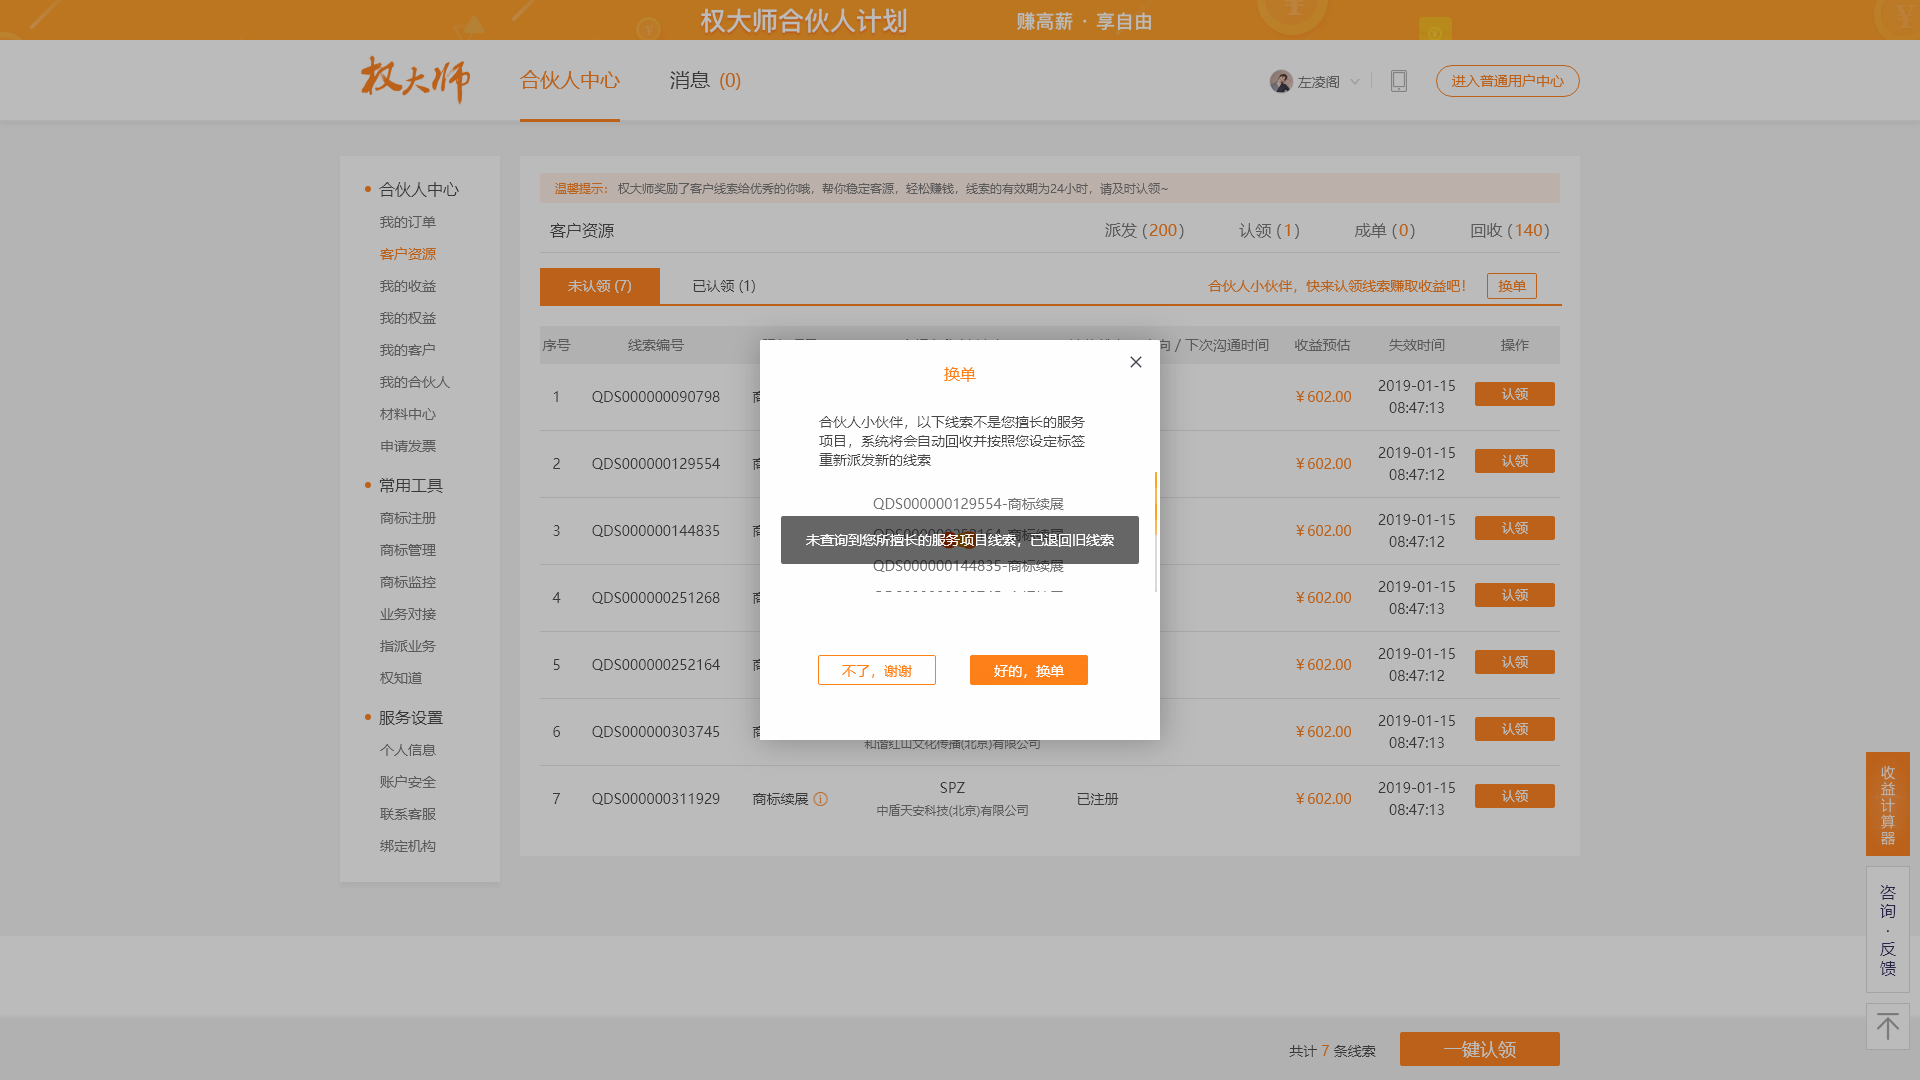 权大师合伙人计划 赚高薪 · 享自由
权大师 合伙人中心 消息 (0) 左凌阁 进入普通用户中心
合伙人中心
我的订单
客户资源
我的收益
我的权益
我的客户
我的合伙人
材料中心
申请发票
常用工具
商标注册
商标管理
商标监控
业务对接
指派业务
权知道
服务设置
个人信息
账户安全
联系客服
绑定机构
温馨提示： 权大师奖励了客户线索给优秀的你哦，帮你稳定客源，轻松赚钱，线索的有效期为24小时，请及时认领~
客户资源 派发 (200) 认领 (1) 成单 (0) 回收 (140)
未认领 (7) 已认领 (1) 合伙人小伙伴，快来认领线索赚取收益吧！ 换单
序号 线索编号 向 / 下次沟通时间 收益预估 失效时间 操作
1 QDS000000090798 ¥602.00 2019-01-15 08:47:13 认领
2 QDS000000129554 ¥602.00 2019-01-15 08:47:12 认领
3 QDS000000144835 ¥602.00 2019-01-15 08:47:12 认领
4 QDS000000251268 ¥602.00 2019-01-15 08:47:13 认领
5 QDS000000252164 ¥602.00 2019-01-15 08:47:12 认领
6 QDS000000303745 和谐红山文化传播(北京)有限公司 ¥602.00 2019-01-15 08:47:13 认领
7 QDS000000311929 商标续展 SPZ 中盾天安科技(北京)有限公司 已注册 ¥602.00 2019-01-15 08:47:13 认领
换单
合伙人小伙伴，以下线索不是您擅长的服务
项目，系统将会自动回收并按照您设定标签
重新派发新的线索
QDS000000129554-商标续展
未查询到您所擅长的服务项目线索，已退回旧线索
QDS000000144835-商标续展
不了，谢谢 好的，换单
共计 7 条线索 一键认领
收益计算器
咨询·反馈